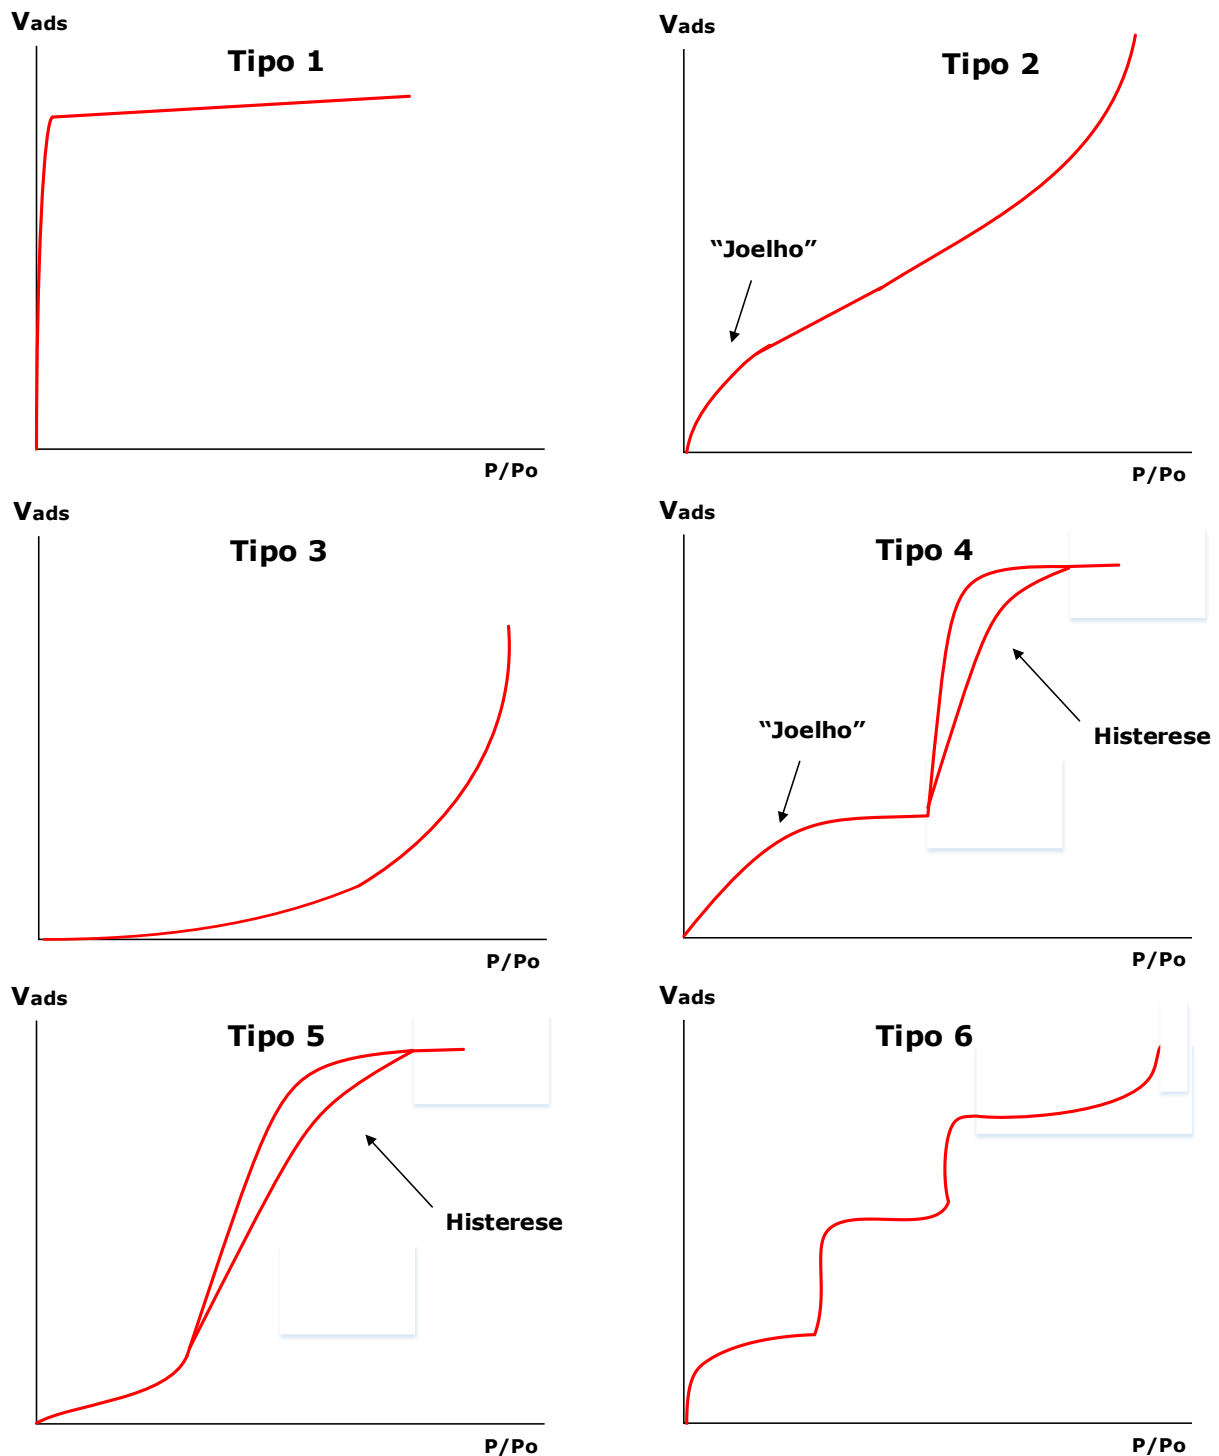 Vads
Tipo 1
P/Po
Vads
Tipo 2
“Joelho”
P/Po
Vads
Tipo 3
P/Po
Vads
Tipo 4
“Joelho”
Histerese
P/Po
Vads
Tipo 5
Histerese
P/Po
Vads
Tipo 6
P/Po